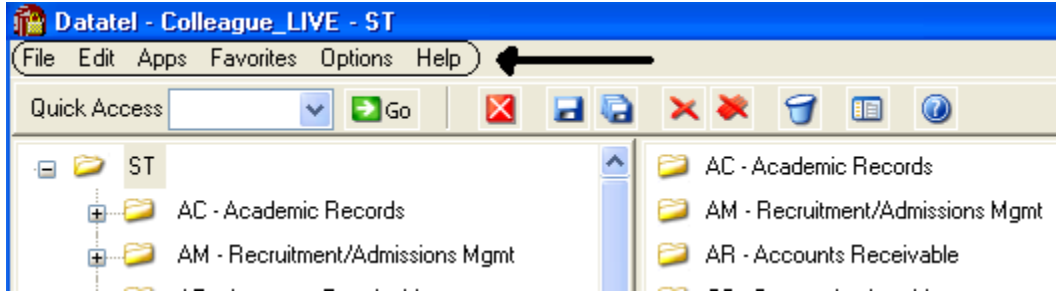 Datatel - Colleague_LIVE - ST
File Edit Apps Favorites Options Help
Quick Access Go
ST
AC - Academic Records
AM - Recruitment/Admissions Mgmt
AC - Academic Records
AM - Recruitment/Admissions Mgmt
AR - Accounts Receivable